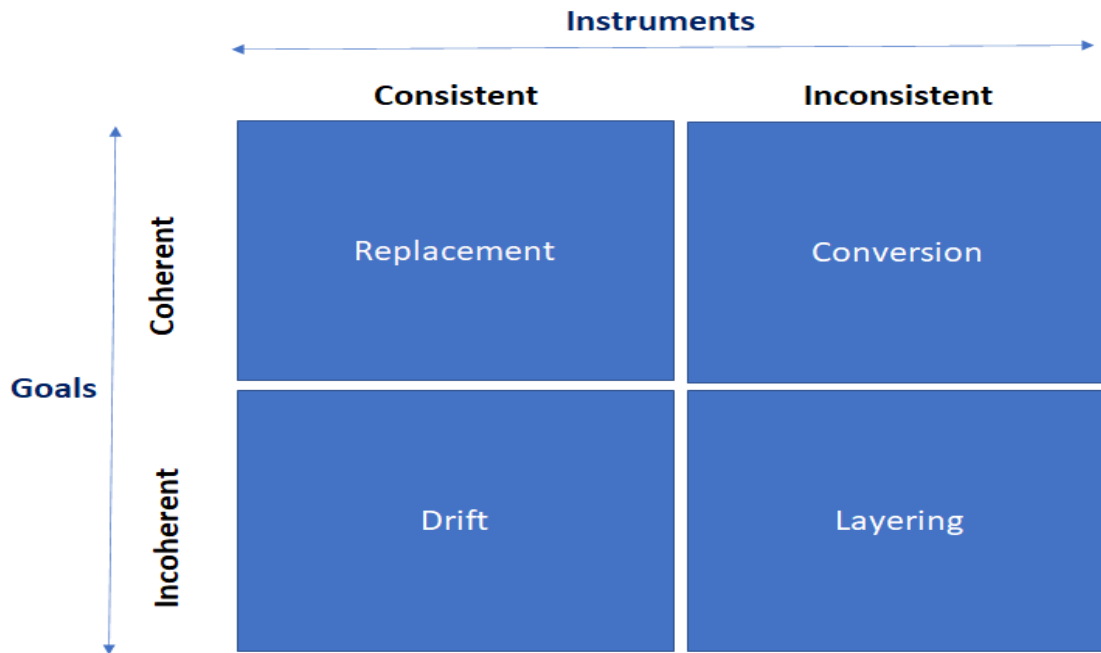 Instruments
Consistent
Inconsistent
Coherent
Replacement
Conversion
Goals
Incoherent
Drift
Layering